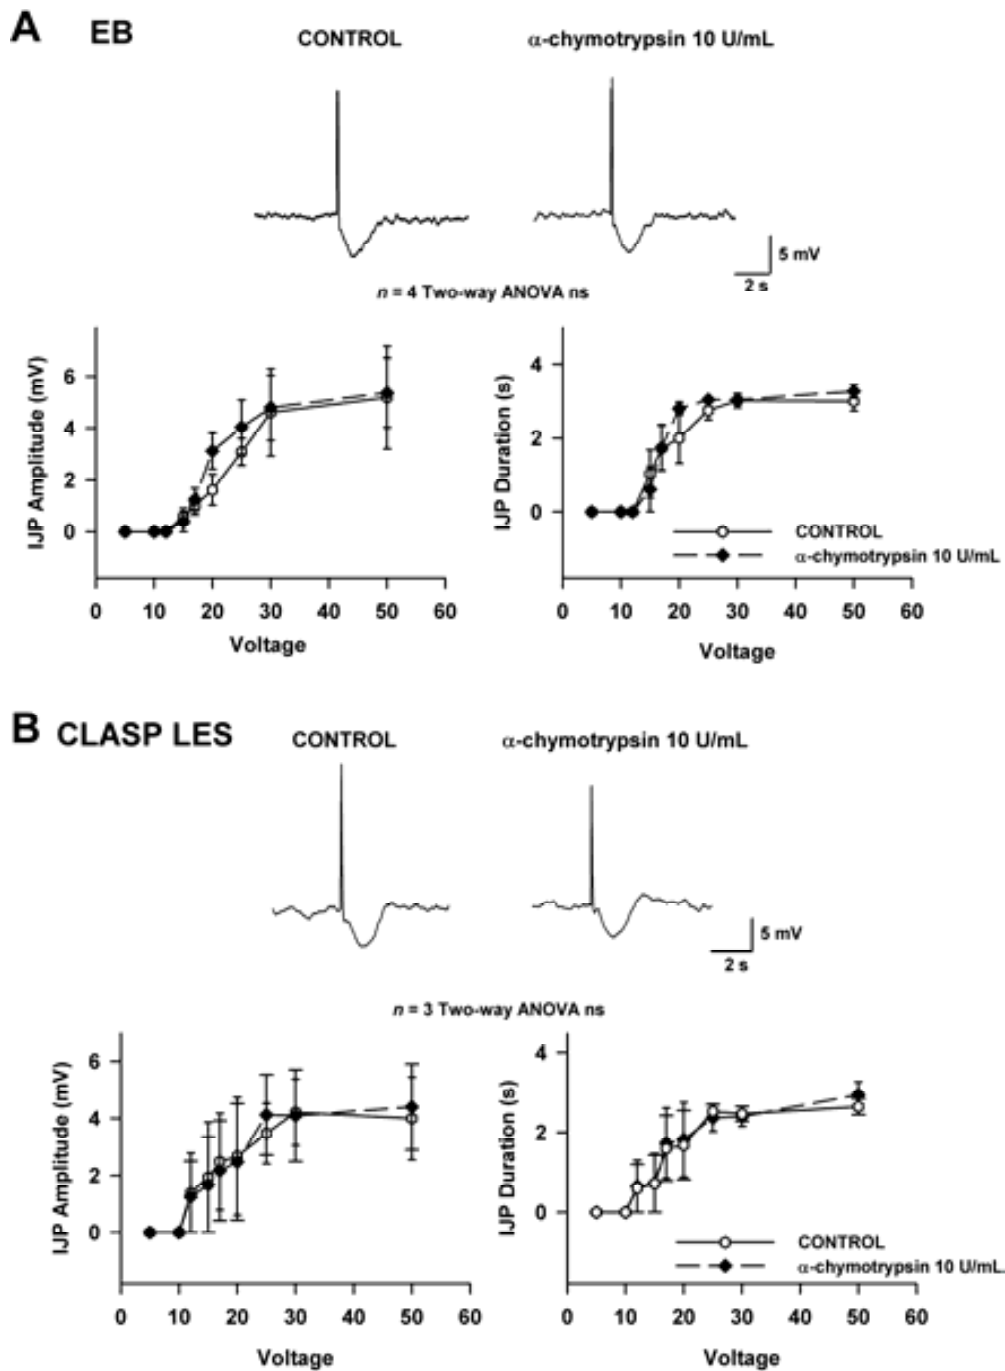 A EB
CONTROL
α-chymotrypsin 10 U/mL
5 mV
2 s
n = 4 Two-way ANOVA ns
IJP Amplitude (mV)
6
4
2
0
0 10 20 30 40 50 60
Voltage
IJP Duration (s)
4
2
0
CONTROL
α-chymotrypsin 10 U/mL
0 10 20 30 40 50 60
Voltage
B CLASP LES
CONTROL
α-chymotrypsin 10 U/mL
5 mV
2 s
n = 3 Two-way ANOVA ns
IJP Amplitude (mV)
6
4
2
0
0 10 20 30 40 50 60
Voltage
IJP Duration (s)
4
2
0
CONTROL
α-chymotrypsin 10 U/mL
0 10 20 30 40 50 60
Voltage